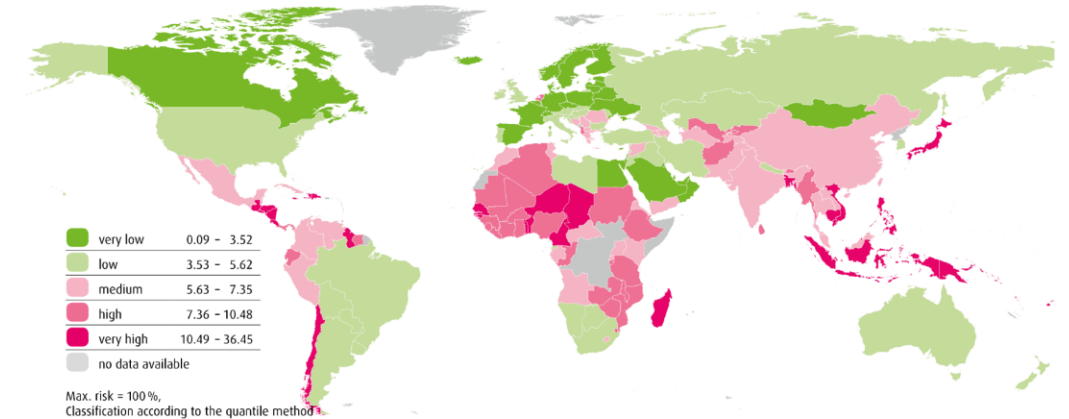 very low 0.09 - 3.52
low 3.53 - 5.62
medium 5.63 - 7.35
high 7.36 - 10.48
very high 10.49 - 36.45
no data available
Max. risk = 100 %,
Classification according to the quantile method